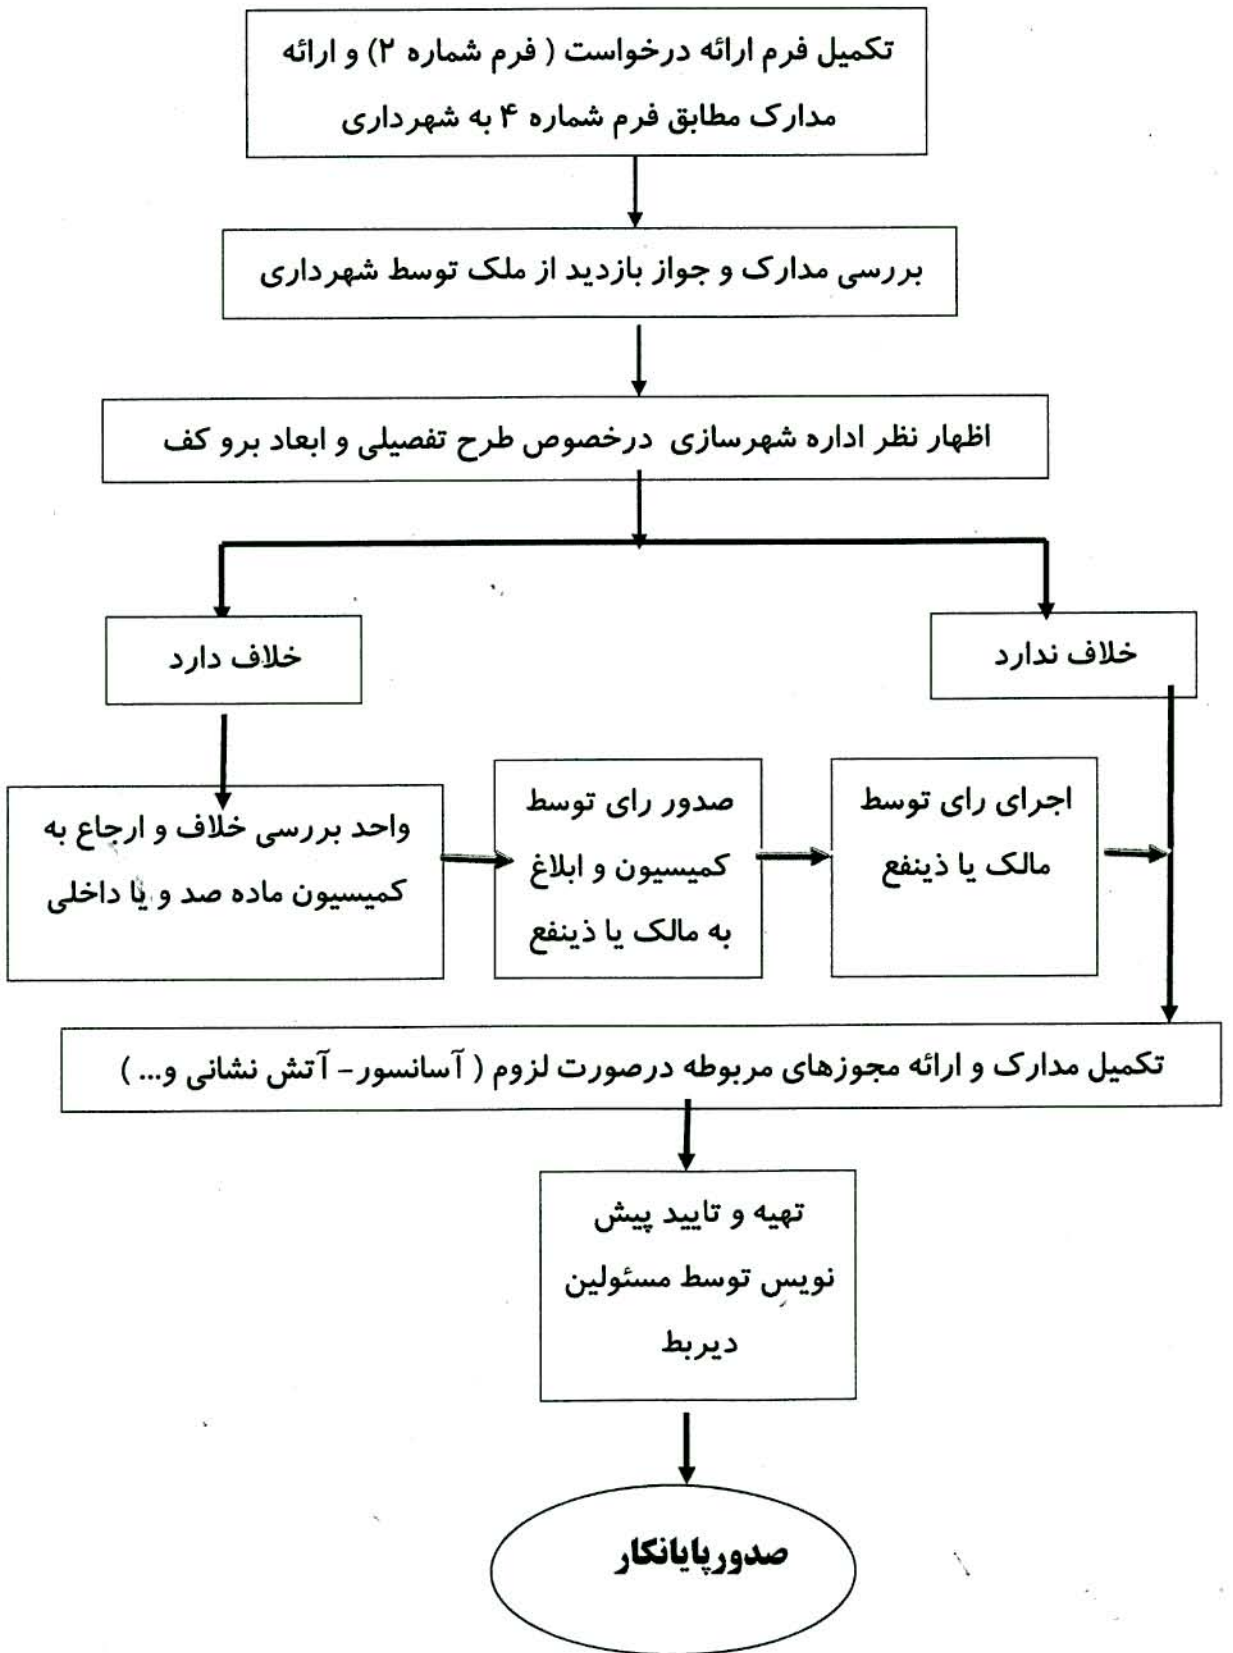 تکمیل فرم ارائه درخواست ( فرم شماره ۲) و ارائه
مدارک مطابق فرم شماره ۴ به شهرداری
بررسی مدارک و جواز بازدید از ملک توسط شهرداری
اظهار نظر اداره شهرسازی درخصوص طرح تفصیلی و ابعاد برو کف
خلاف ندارد
خلاف دارد
واحد بررسی خلاف و ارجاع به
کمیسیون ماده صد و یا داخلی
صدور رای توسط
کمیسیون و ابلاغ
به مالک یا ذینفع
اجرای رای توسط
مالک یا ذینفع
تکمیل مدارک و ارائه مجوزهای مربوطه درصورت لزوم ( آسانسور- آتش نشانی و... )
تهیه و تایید پیش
نویس توسط مسئولین
دیربط
صدورپایانکار